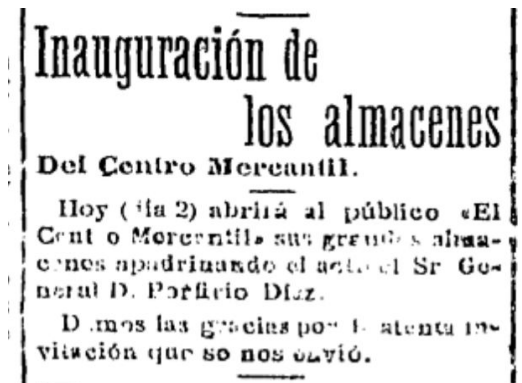 Inauguración de
los almacenes
Del Centro Mercantil.
Hoy (día 2) abrirá al público «El
Cent o Mercantil» sus grandes alma-
cenes apadrinando el acto el Sr Ge-
neral D. Porfirio Díaz.
Damos las gracias por la atenta in-
vitación que se nos envió.